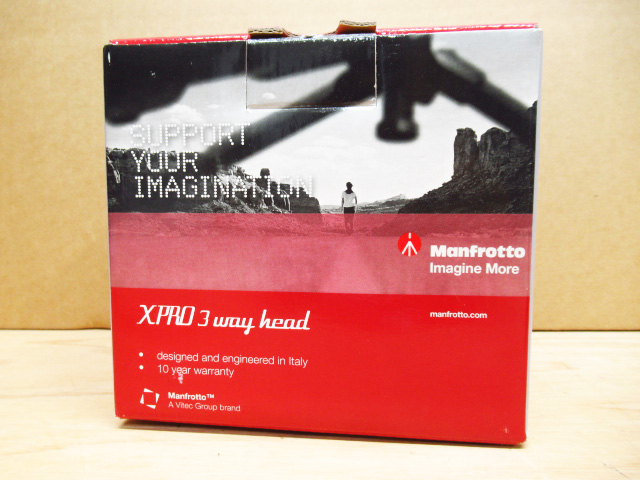 SUPPORT
YOUR
IMAGINATION
Manfrotto
Imagine More
XPRO 3 way head
manfrotto.com
• designed and engineered in Italy
• 10 year warranty
Manfrotto™
A Vitec Group brand